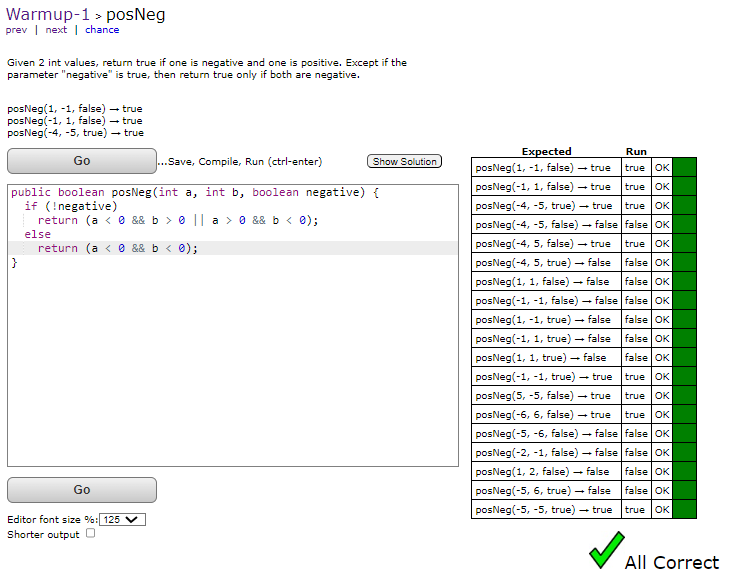 Warmup-1 > posNeg
prev | next | chance
Given 2 int values, return true if one is negative and one is positive. Except if the
parameter "negative" is true, then return true only if both are negative.
posNeg(1, -1, false) → true
posNeg(-1, 1, false) → true
posNeg(-4, -5, true) → true
Go
...Save, Compile, Run (ctrl-enter)
Show Solution
public boolean posNeg(int a, int b, boolean negative) {
  if (!negative)
    return (a < 0 && b > 0 || a > 0 && b < 0);
  else
    return (a < 0 && b < 0);
}
Go
Editor font size %: 125
Shorter output
Expected Run
posNeg(1, -1, false) → true true OK
posNeg(-1, 1, false) → true true OK
posNeg(-4, -5, true) → true true OK
posNeg(-4, -5, false) → false false OK
posNeg(-4, 5, false) → true true OK
posNeg(-4, 5, true) → false false OK
posNeg(1, 1, false) → false false OK
posNeg(-1, -1, false) → false false OK
posNeg(1, -1, true) → false false OK
posNeg(-1, 1, true) → false false OK
posNeg(1, 1, true) → false false OK
posNeg(-1, -1, true) → true true OK
posNeg(5, -5, false) → true true OK
posNeg(-6, 6, false) → true true OK
posNeg(-5, -6, false) → false false OK
posNeg(-2, -1, false) → false false OK
posNeg(1, 2, false) → false false OK
posNeg(-5, 6, true) → false false OK
posNeg(-5, -5, true) → true true OK
All Correct